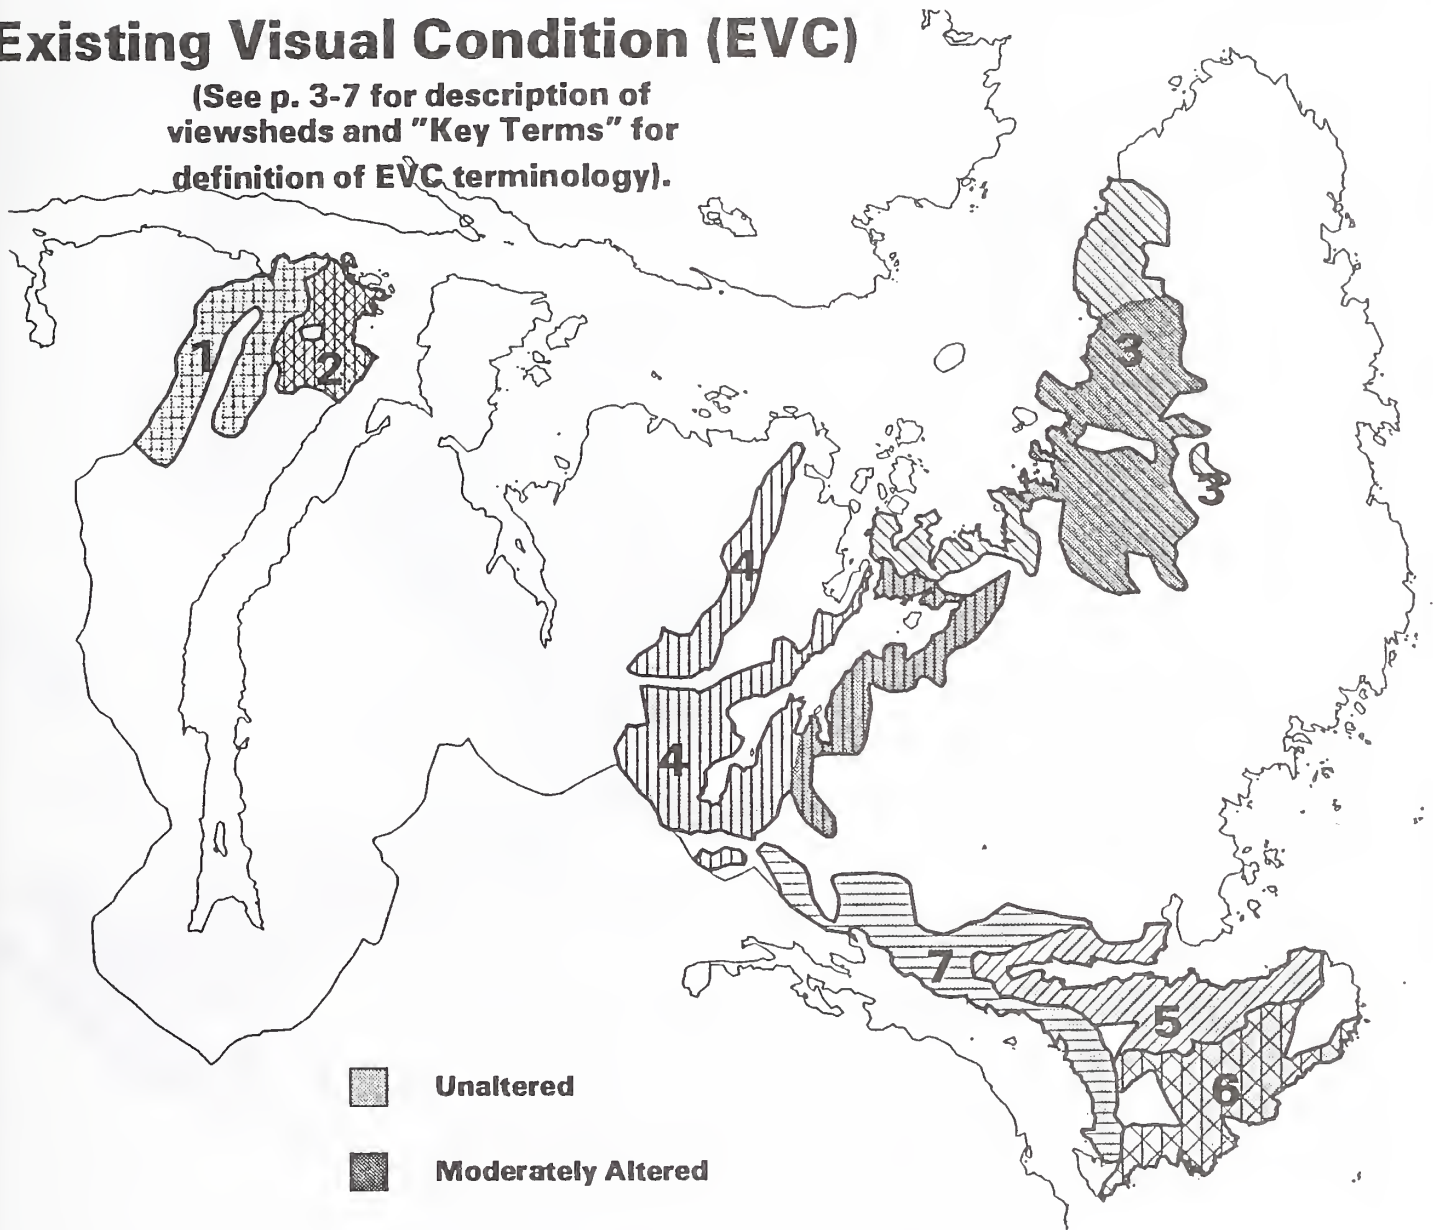 Existing Visual Condition (EVC)
(See p. 3-7 for description of
viewsheds and "Key Terms" for
definition of EVC terminology).
1
2
3
3
4
4
7
5
6
Unaltered
Moderately Altered